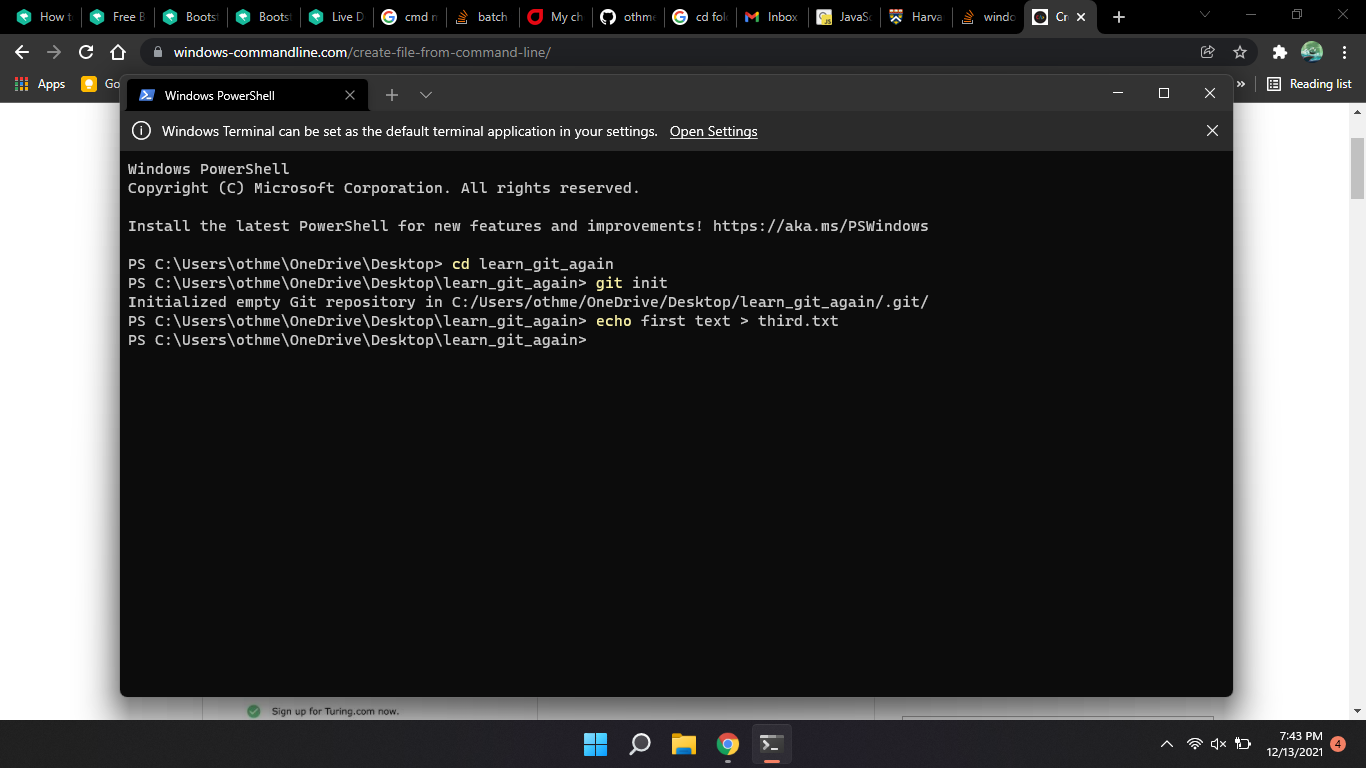 How t
Free B
Boots
Boots
Live D
cmd n
batch
My ch
othme
cd fol
Inbox
JavaS
Harva
windo
Cr
windows-commandline.com/create-file-from-command-line/
Apps
Go
»
Reading list
Windows PowerShell
Windows Terminal can be set as the default terminal application in your settings. Open Settings
Windows PowerShell
Copyright (C) Microsoft Corporation. All rights reserved.
Install the latest PowerShell for new features and improvements! https://aka.ms/PSWindows
PS C:\Users\othme\OneDrive\Desktop> cd learn_git_again
PS C:\Users\othme\OneDrive\Desktop\learn_git_again> git init
Initialized empty Git repository in C:/Users/othme/OneDrive/Desktop/learn_git_again/.git/
PS C:\Users\othme\OneDrive\Desktop\learn_git_again> echo first text > third.txt
PS C:\Users\othme\OneDrive\Desktop\learn_git_again>
Sign up for Turing.com now.
7:43 PM
12/13/2021
4